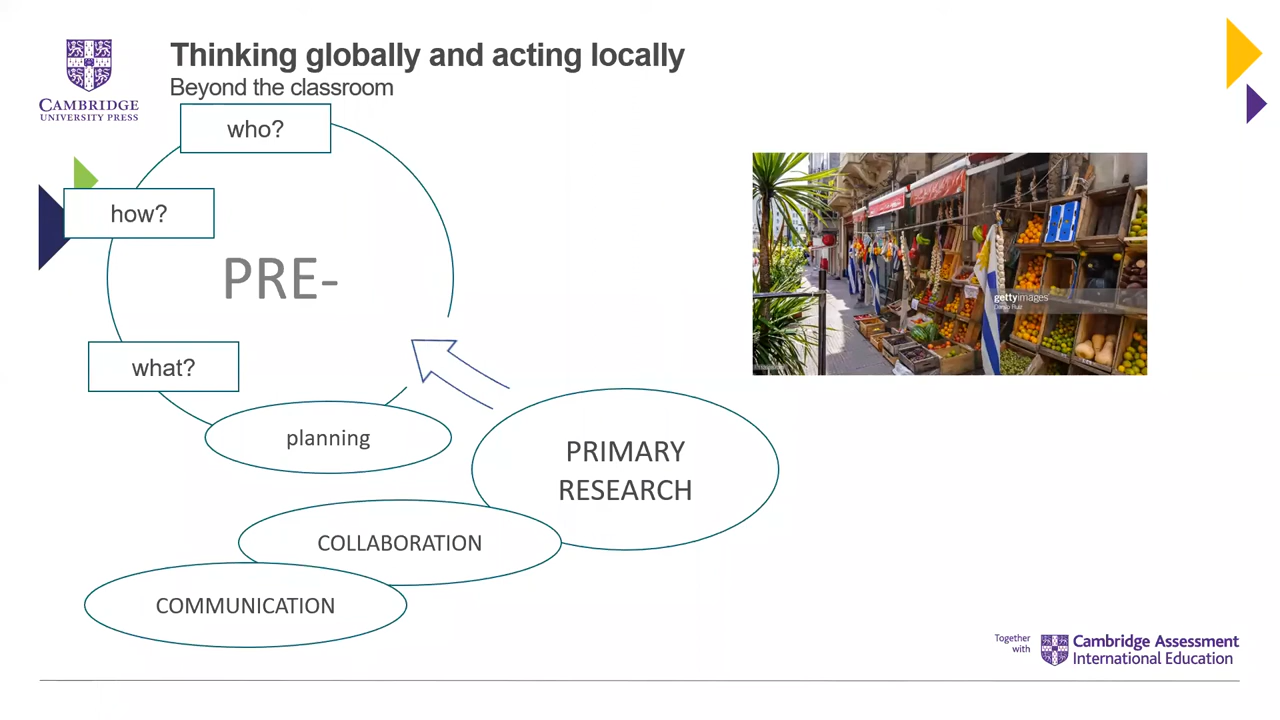 Thinking globally and acting locally
Beyond the classroom
CAMBRIDGE
UNIVERSITY PRESS
who?
how?
PRE-
what?
planning
PRIMARY
RESEARCH
COLLABORATION
COMMUNICATION
gettyimages
Together
with
Cambridge Assessment
International Education